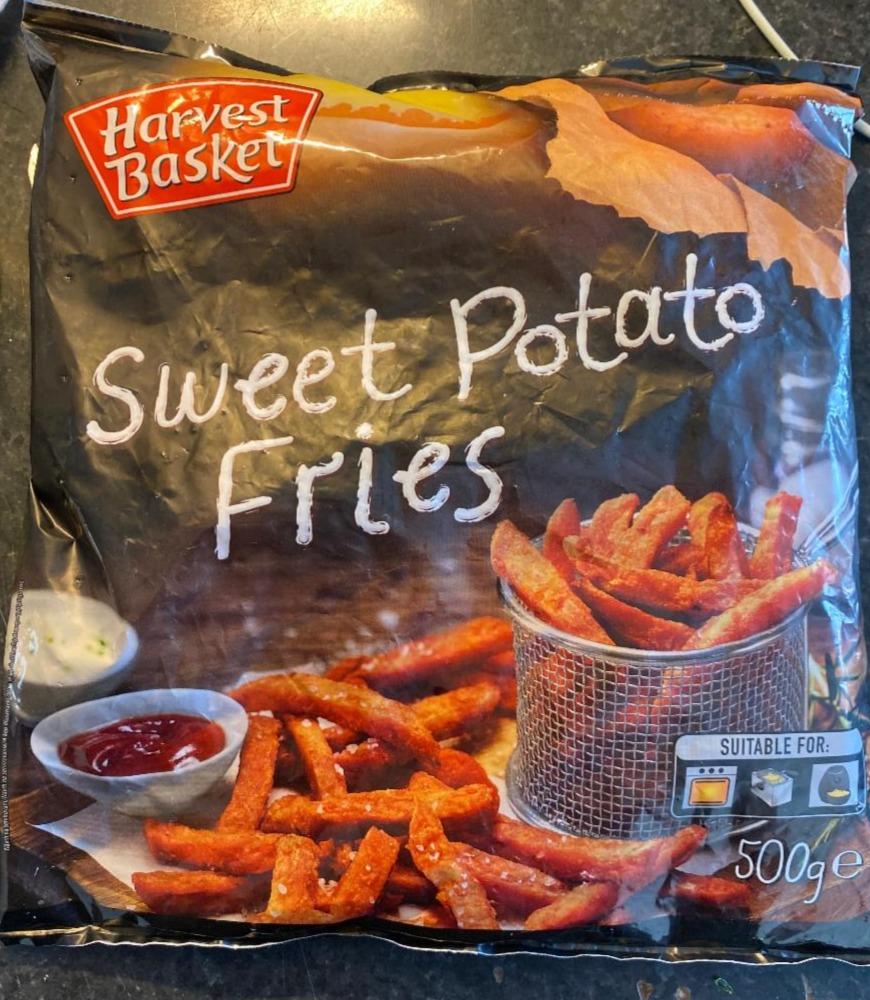 Harvest
Basket
Sweet Potato
Fries
SUITABLE FOR:
500g e